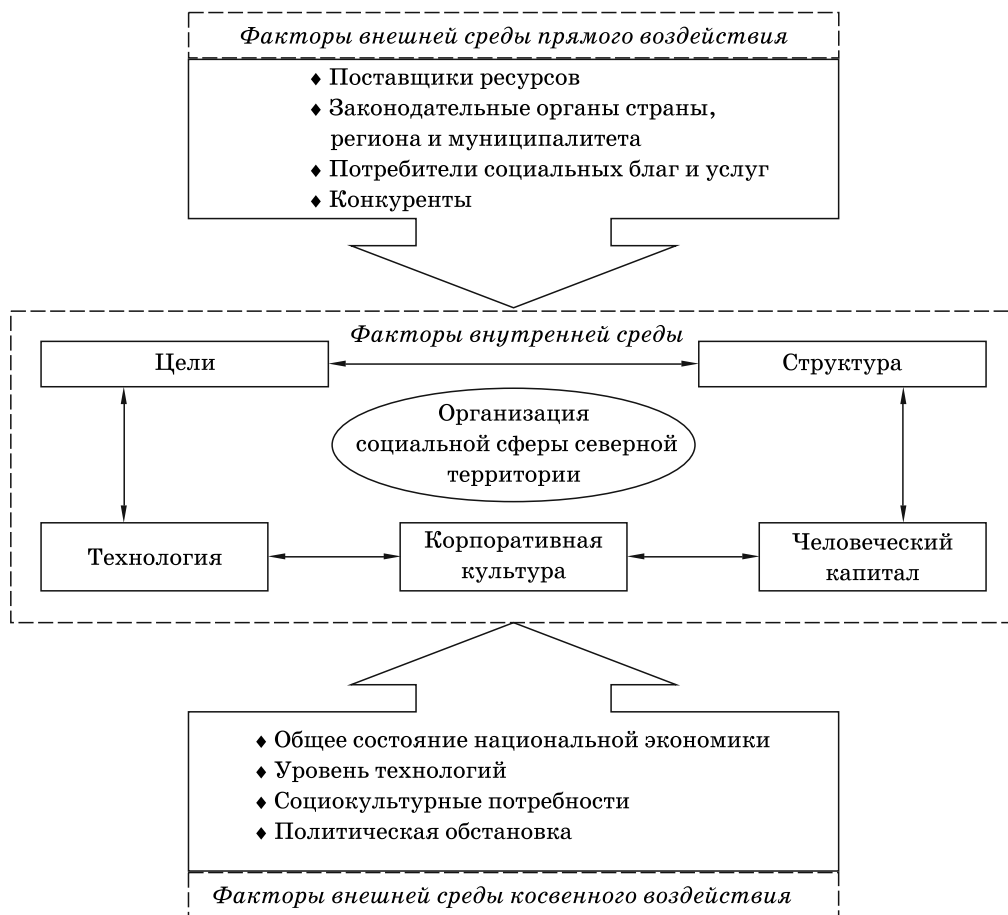 Факторы внешней среды прямого воздействия
♦ Поставщики ресурсов
♦ Законодательные органы страны,
региона и муниципалитета
♦ Потребители социальных благ и услуг
♦ Конкуренты
Факторы внутренней среды
Цели
Структура
Организация
социальной сферы северной
территории
Технология
Корпоративная
культура
Человеческий
капитал
♦ Общее состояние национальной экономики
♦ Уровень технологий
♦ Социокультурные потребности
♦ Политическая обстановка
Факторы внешней среды косвенного воздействия